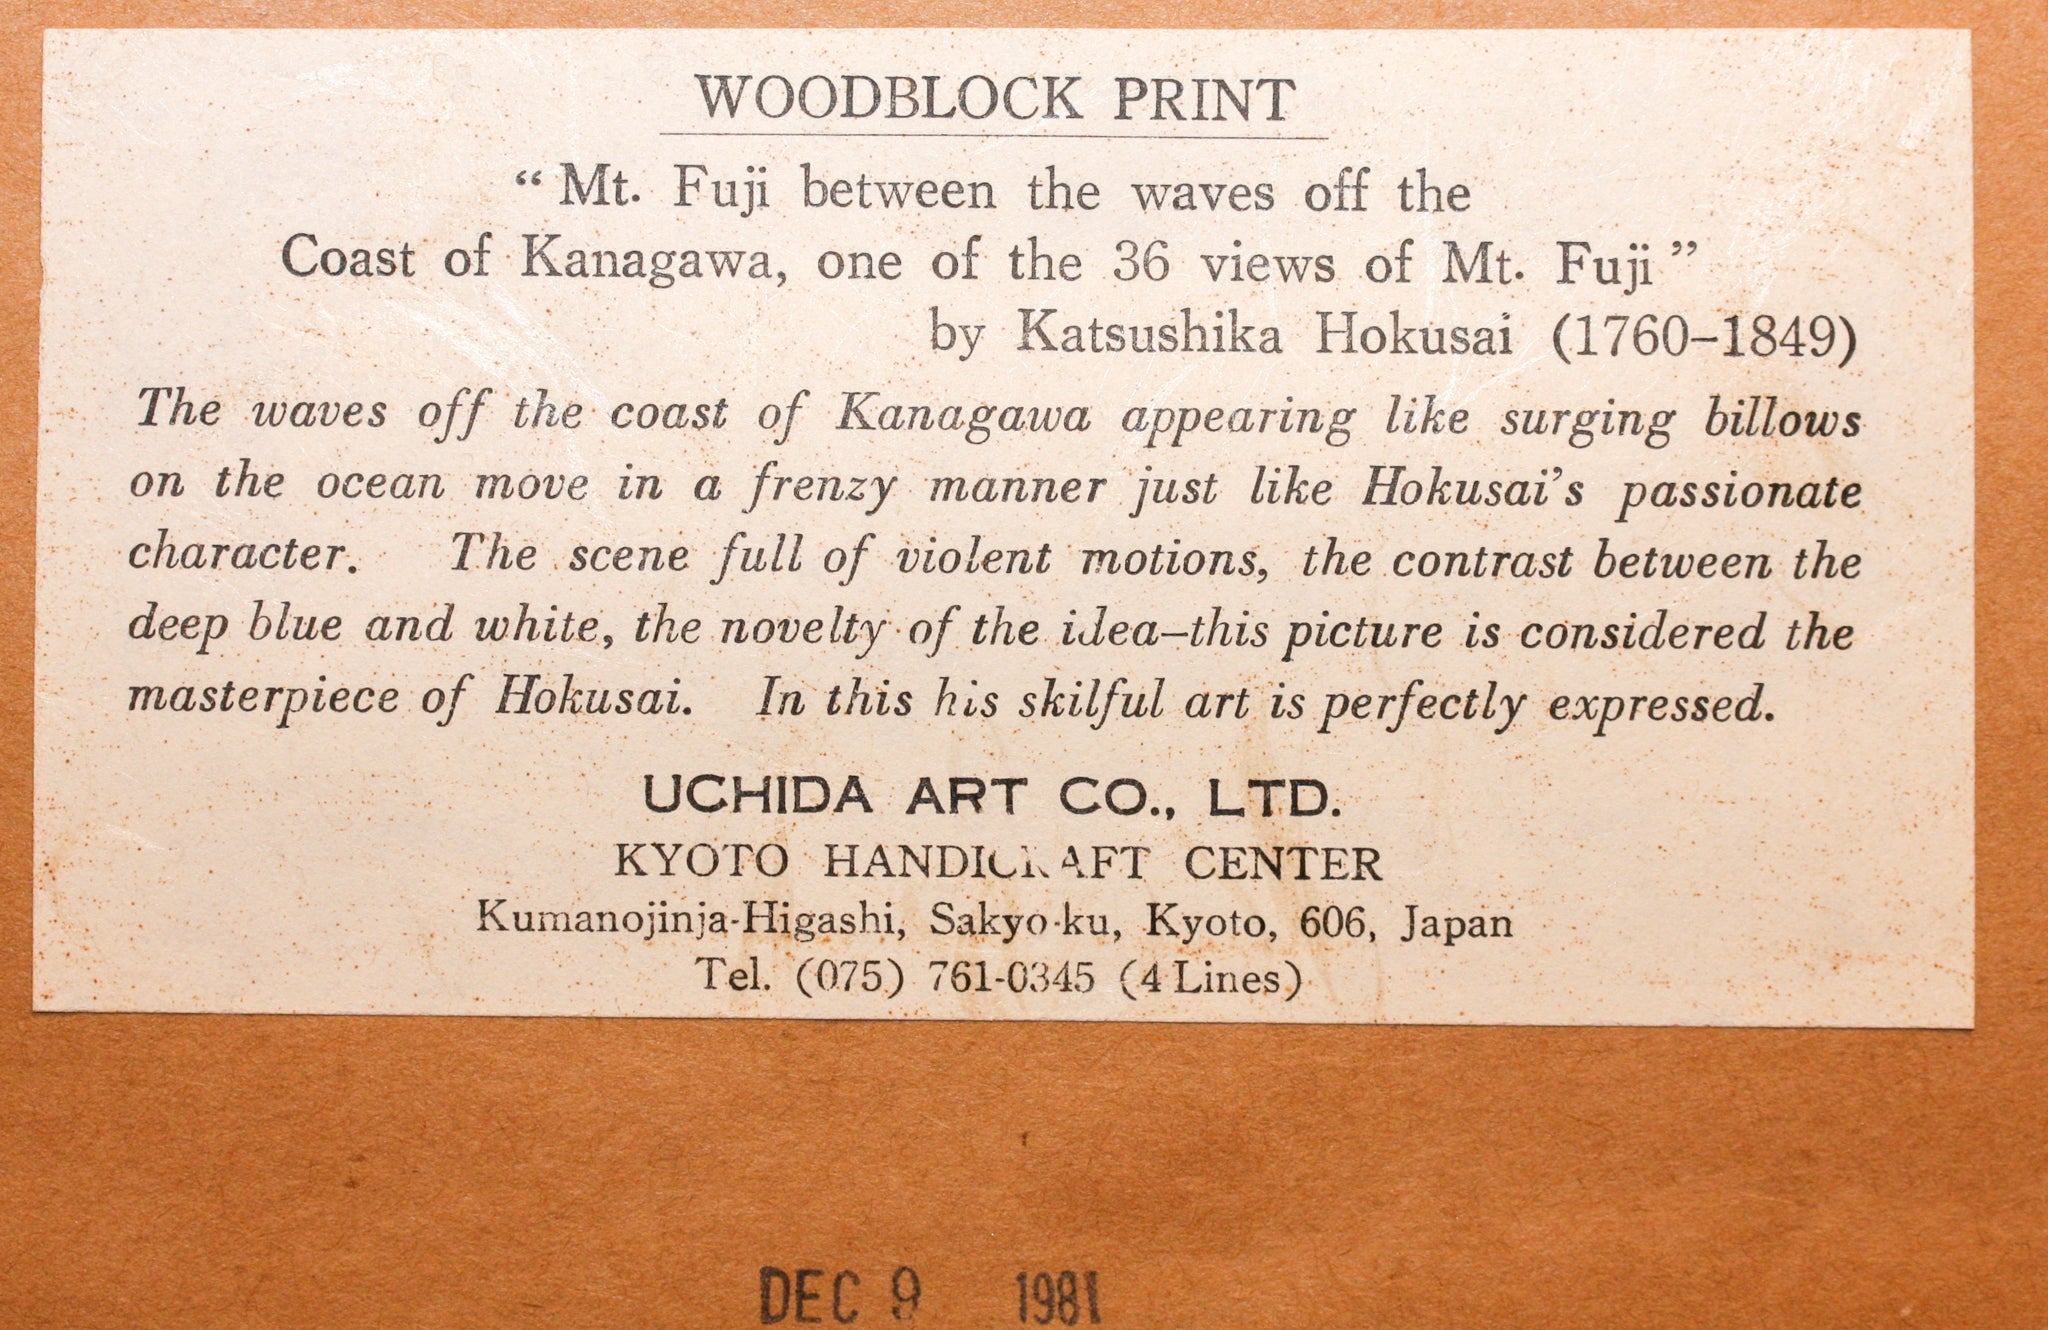 WOODBLOCK PRINT
“Mt. Fuji between the waves off the
Coast of Kanagawa, one of the 36 views of Mt. Fuji”
by Katsushika Hokusai (1760–1849)
The waves off the coast of Kanagawa appearing like surging billows
on the ocean move in a frenzy manner just like Hokusai's passionate
character. The scene full of violent motions, the contrast between the
deep blue and white, the novelty of the idea–this picture is considered the
masterpiece of Hokusai. In this his skilful art is perfectly expressed.
UCHIDA ART CO., LTD.
KYOTO HANDICRAFT CENTER
Kumanojinja-Higashi, Sakyo-ku, Kyoto, 606, Japan
Tel. (075) 761-0345 (4 Lines)
DEC 9 1981